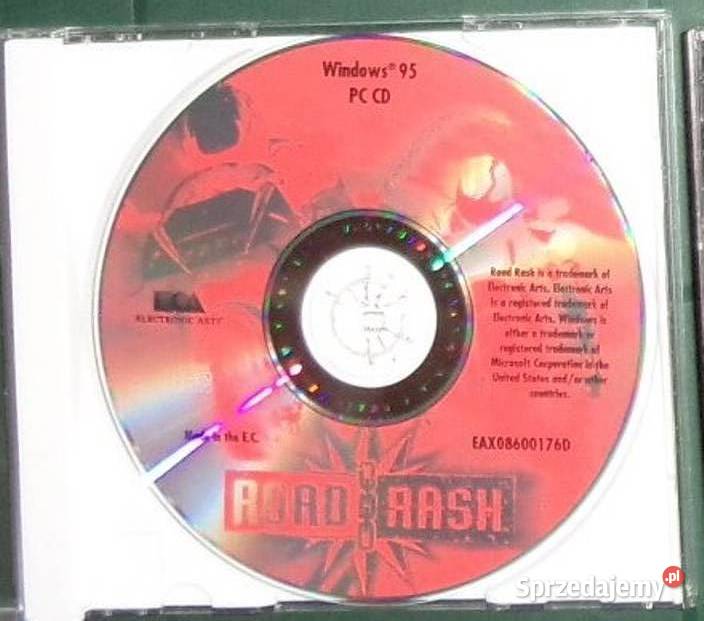 Windows® 95
PC CD
ELECTRONIC ARTS
Road Rash is a trademark of
Electronic Arts. Electronic Arts
is a registered trademark of
Electronic Arts. Windows is
either a trademark or
registered trademark of
Microsoft Corporation in the
United States and/or other
countries.
Made in the E.C.
EAX08600176D
ROAD RASH
Sprzedajemy.pl